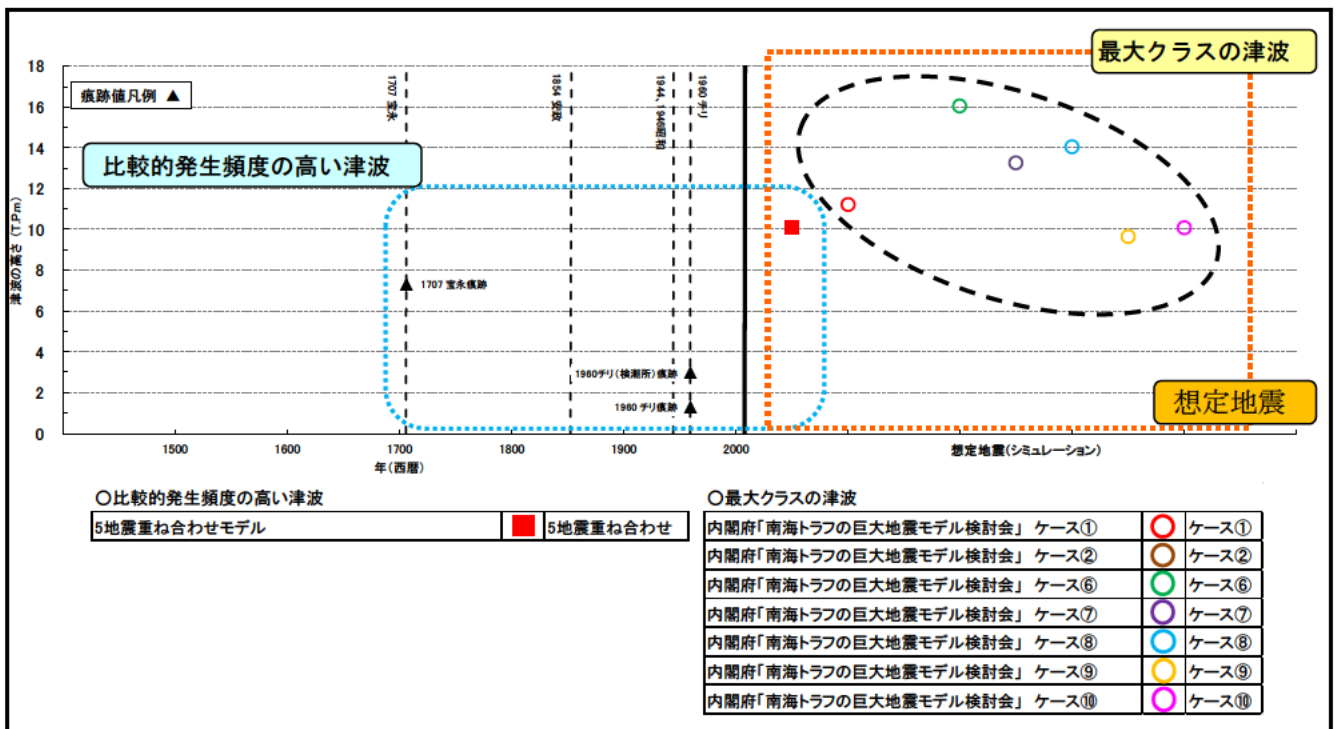 最大クラスの津波
18
16
14
12
10
8
6
4
2
0
津波の高さ (T.P.m)
痕跡値凡例 ▲
1707 宝永
1854 安政
1944、1946昭和
1960 チリ
比較的発生頻度の高い津波
1707 宝永痕跡
1960チリ(検潮所)痕跡
1960 チリ痕跡
想定地震
1500 1600 1700 1800 1900 2000 想定地震(シミュレーション)
年(西暦)
〇比較的発生頻度の高い津波
5地震重ね合わせモデル 5地震重ね合わせ
〇最大クラスの津波
内閣府「南海トラフの巨大地震モデル検討会」 ケース① ケース①
内閣府「南海トラフの巨大地震モデル検討会」 ケース② ケース②
内閣府「南海トラフの巨大地震モデル検討会」 ケース⑥ ケース⑥
内閣府「南海トラフの巨大地震モデル検討会」 ケース⑦ ケース⑦
内閣府「南海トラフの巨大地震モデル検討会」 ケース⑧ ケース⑧
内閣府「南海トラフの巨大地震モデル検討会」 ケース⑨ ケース⑨
内閣府「南海トラフの巨大地震モデル検討会」 ケース⑩ ケース⑩